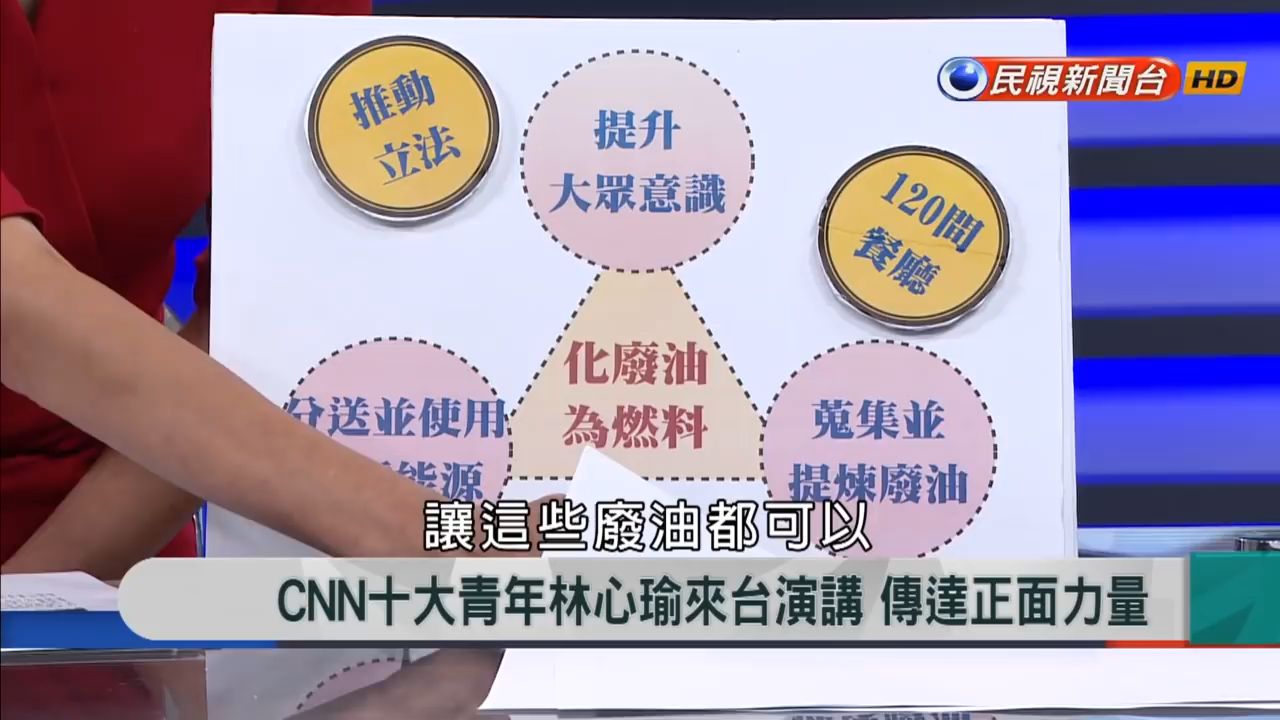 推動
立法
提升
大眾意識
民視新聞台 HD
120間
餐廳
化廢油
為燃料
分送並使用
能源
蒐集並
提煉廢油
讓這些廢油都可以
CNN十大青年林心瑜來台演講 傳達正面力量